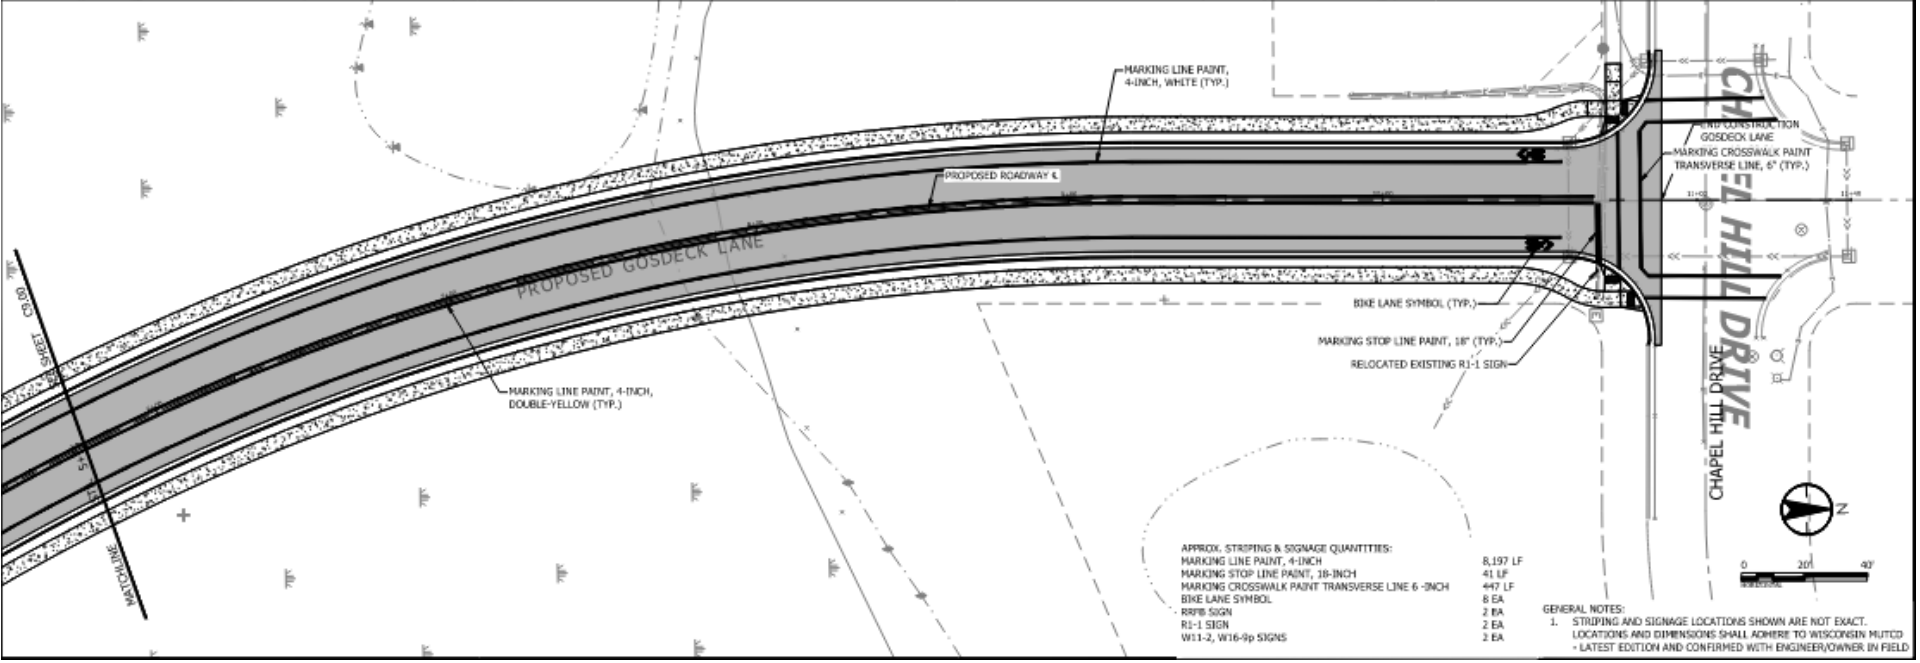 MARKING LINE PAINT,
4-INCH, WHITE (TYP.)
PROPOSED ROADWAY ℄
END CONSTRUCTION
GOSDECK LANE
MARKING CROSSWALK PAINT
TRANSVERSE LINE, 6" (TYP.)
CHAPEL HILL DRIVE
PROPOSED GOSDECK LANE
BIKE LANE SYMBOL (TYP.)
MARKING STOP LINE PAINT, 18" (TYP.)
RELOCATED EXISTING R1-1 SIGN
MARKING LINE PAINT, 4-INCH,
DOUBLE-YELLOW (TYP.)
SHEET C9.00
MATCHLINE
CHAPEL HILL DRIVE
N
0 20' 40'
HORIZONTAL
APPROX. STRIPING & SIGNAGE QUANTITIES:
MARKING LINE PAINT, 4-INCH 8,197 LF
MARKING STOP LINE PAINT, 18-INCH 41 LF
MARKING CROSSWALK PAINT TRANSVERSE LINE 6 -INCH 447 LF
BIKE LANE SYMBOL 8 EA
RRFB SIGN 2 EA
R1-1 SIGN 2 EA
W11-2, W16-9p SIGNS 2 EA
GENERAL NOTES:
1. STRIPING AND SIGNAGE LOCATIONS SHOWN ARE NOT EXACT.
LOCATIONS AND DIMENSIONS SHALL ADHERE TO WISCONSIN MUTCD
- LATEST EDITION AND CONFIRMED WITH ENGINEER/OWNER IN FIELD